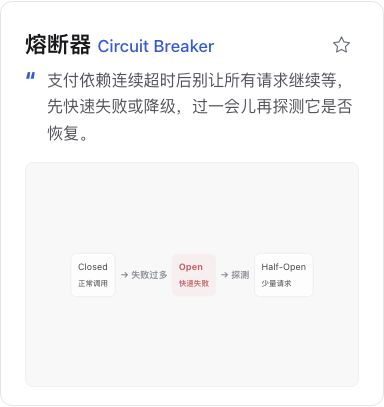 熔断器 Circuit Breaker
“ 支付依赖连续超时后别让所有请求继续等，
先快速失败或降级，过一会儿再探测它是否
恢复。
Closed → 失败过多 Open → 探测 Half-Open
正常调用 快速失败 少量请求